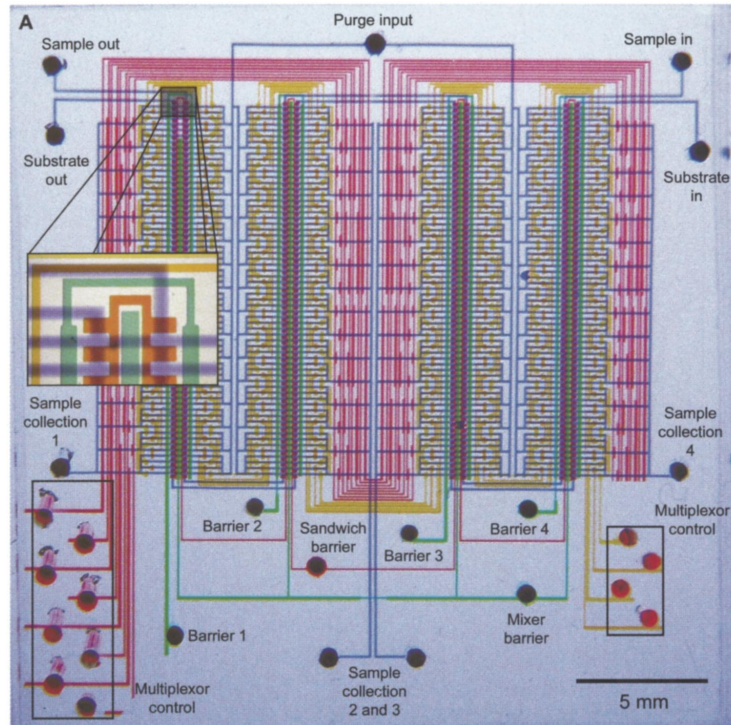 A
Purge input
Sample out
Sample in
Substrate
out
Substrate
in
Sample
collection
1
Sample
collection
4
Barrier 2
Sandwich
barrier
Barrier 3
Barrier 4
Multiplexor
control
Barrier 1
Mixer
barrier
Multiplexor
control
Sample
collection
2 and 3
5 mm